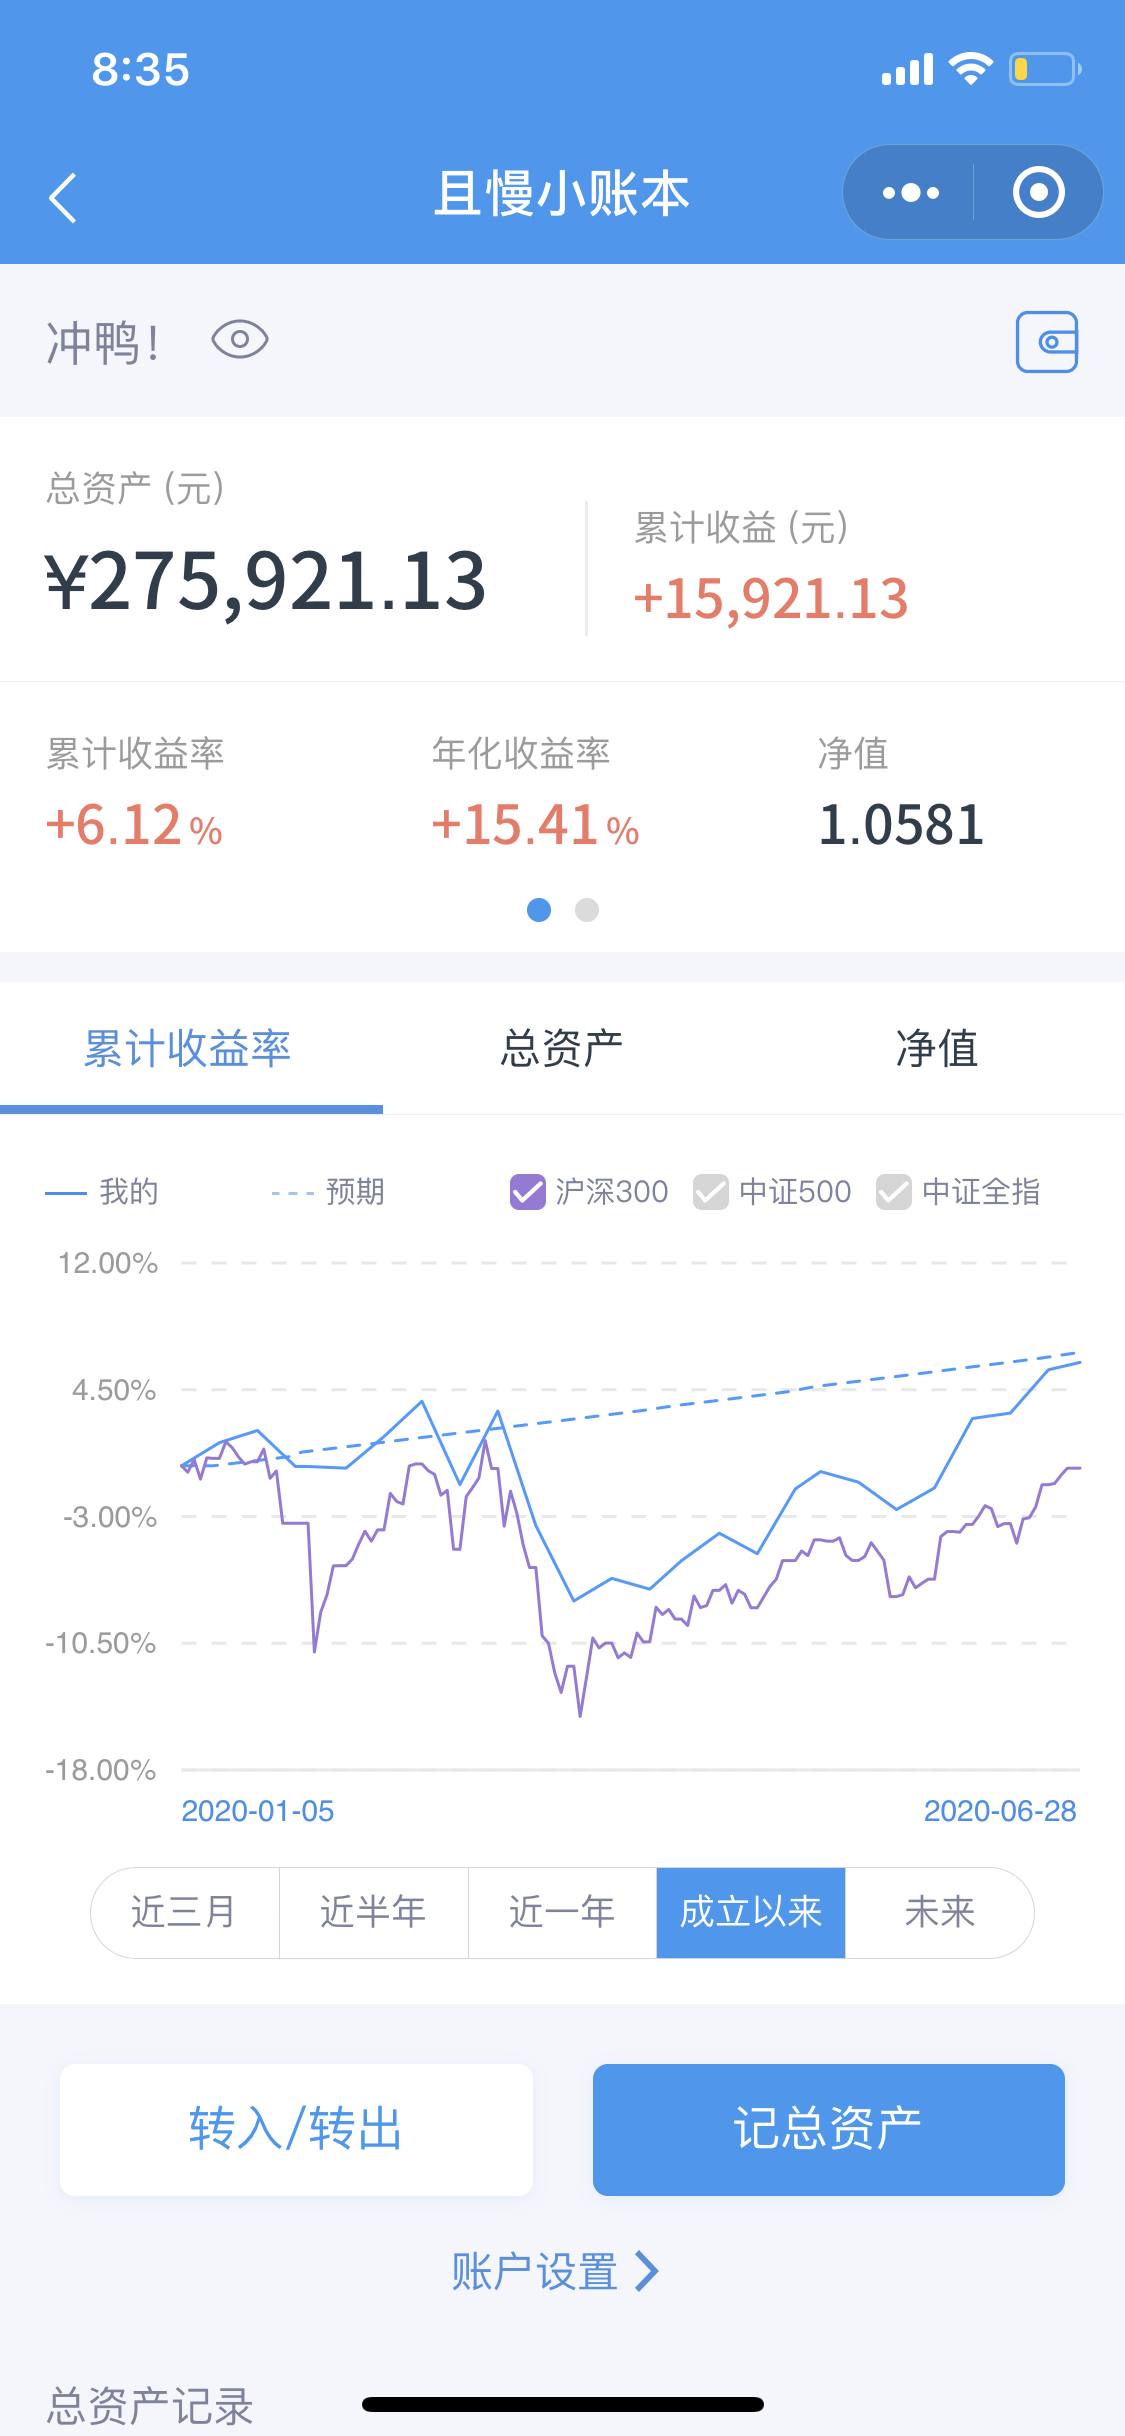 8:35
且慢小账本
冲鸭！
总资产 (元)
¥275,921.13
累计收益 (元)
+15,921.13
累计收益率 年化收益率 净值
+6.12 % +15.41 % 1.0581
累计收益率 总资产 净值
我的 预期 沪深300 中证500 中证全指
12.00%
4.50%
-3.00%
-10.50%
-18.00%
2020-01-05 2020-06-28
近三月 近半年 近一年 成立以来 未来
转入/转出 记总资产
账户设置
总资产记录